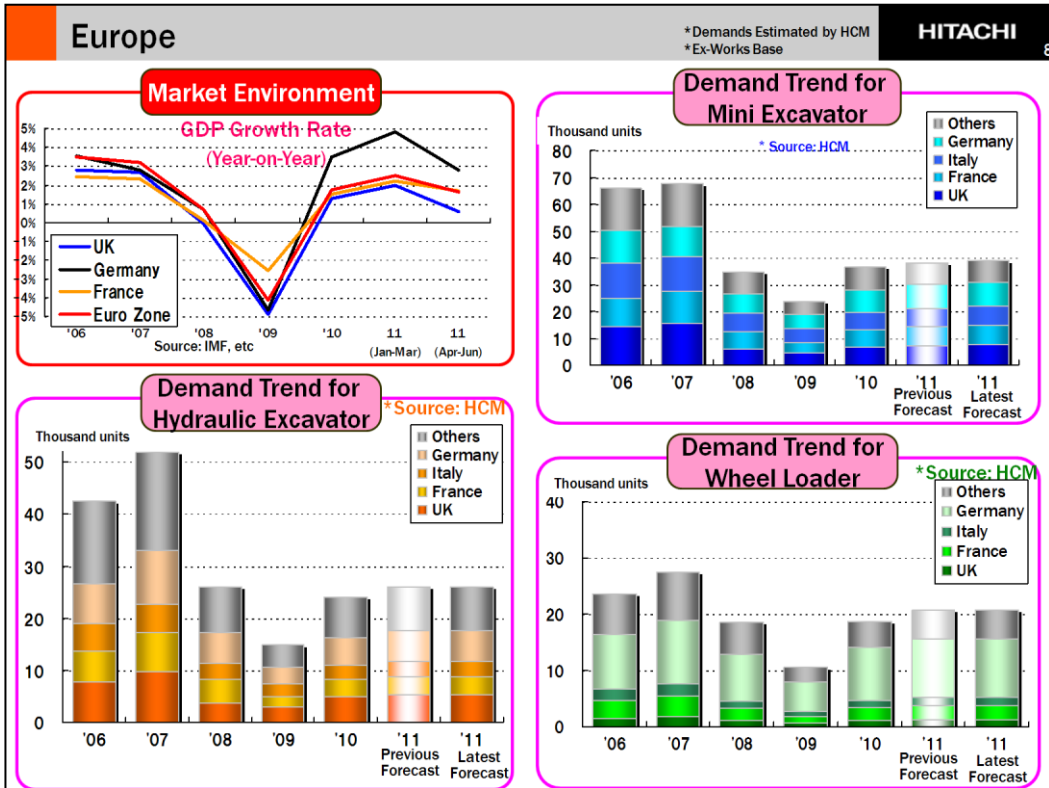 Europe
*Demands Estimated by HCM
*Ex-Works Base
HITACHI
8
Market Environment
GDP Growth Rate
(Year-on-Year)
5%
4%
3%
2%
1%
0%
1%
2%
3%
4%
5%
UK
Germany
France
Euro Zone
'06
'07
'08
'09
'10
11
11
(Jan-Mar)
(Apr-Jun)
Source: IMF, etc
Demand Trend for
Mini Excavator
Thousand units
* Source: HCM
80
70
60
50
40
30
20
10
0
Others
Germany
Italy
France
UK
'06
'07
'08
'09
'10
'11
Previous
Forecast
'11
Latest
Forecast
Demand Trend for
Hydraulic Excavator
*Source: HCM
Thousand units
50
40
30
20
10
0
Others
Germany
Italy
France
UK
'06
'07
'08
'09
'10
'11
Previous
Forecast
'11
Latest
Forecast
Demand Trend for
Wheel Loader
*Source: HCM
Thousand units
40
30
20
10
0
Others
Germany
Italy
France
UK
'06
'07
'08
'09
'10
'11
Previous
Forecast
'11
Latest
Forecast